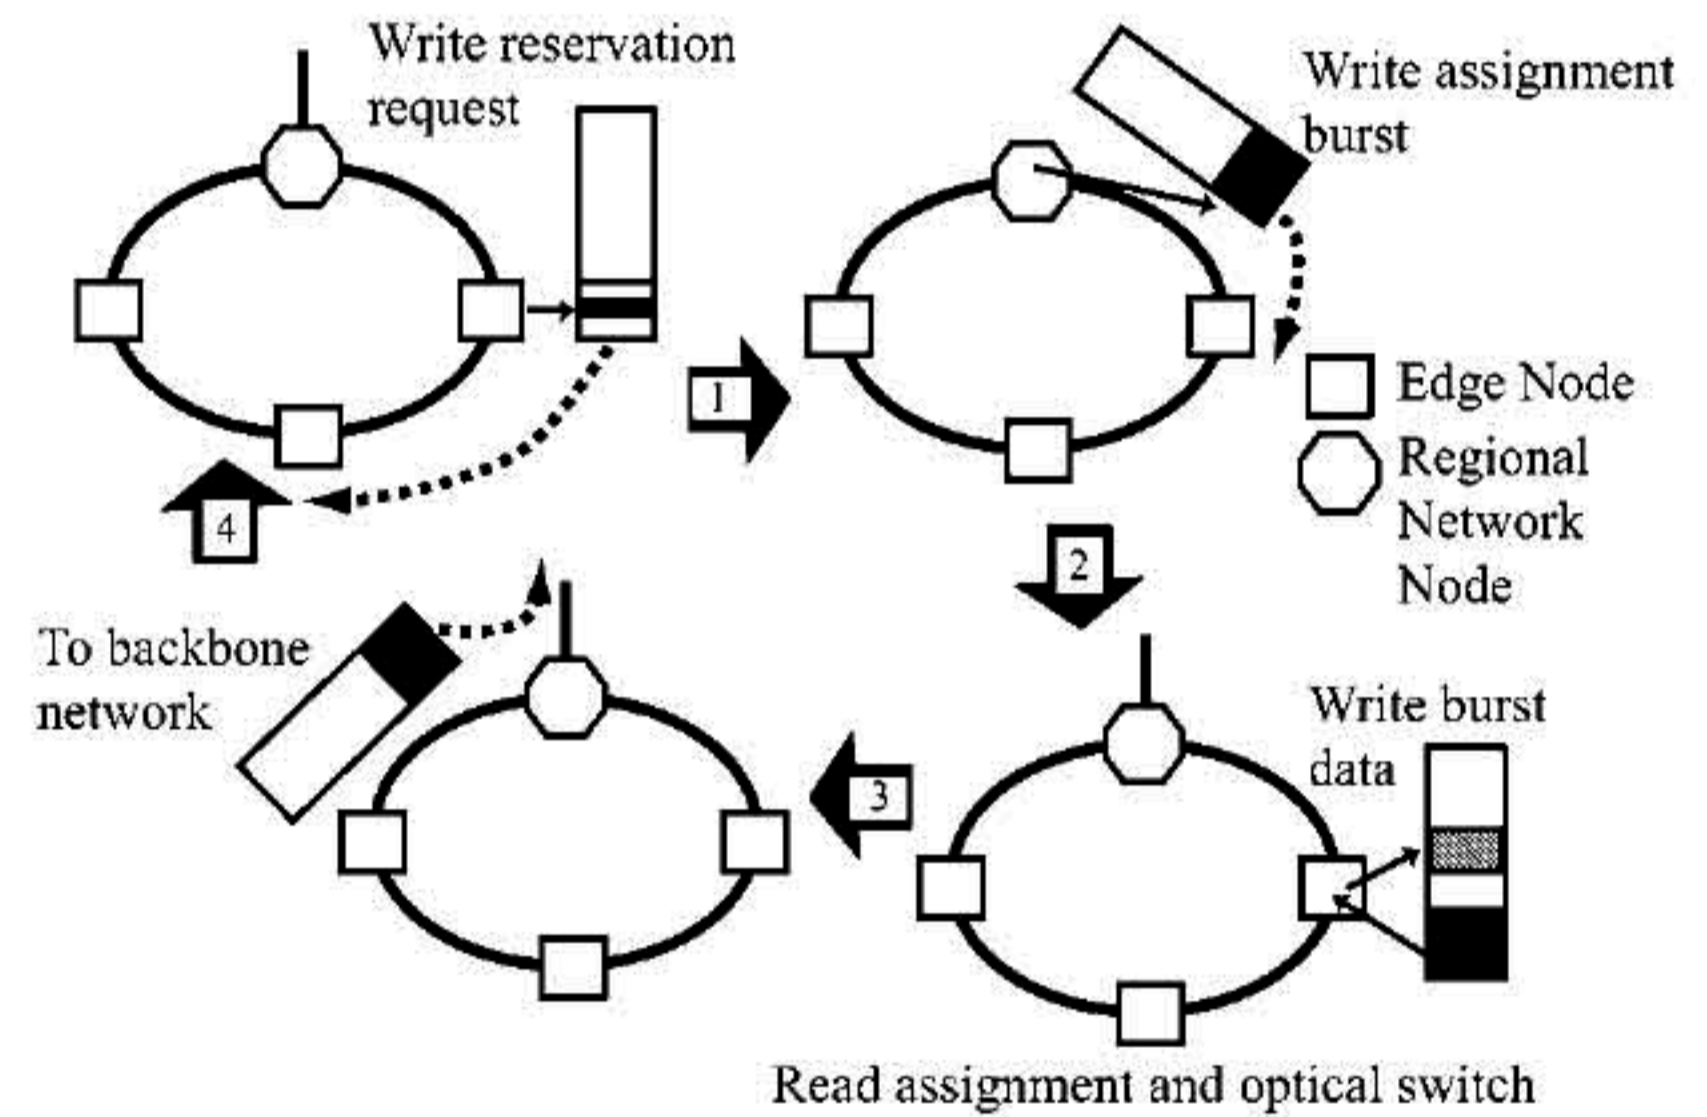 Write reservation
request
Write assignment
burst
1
Edge Node
Regional
Network
Node
2
4
To backbone
network
3
Write burst
data
Read assignment and optical switch